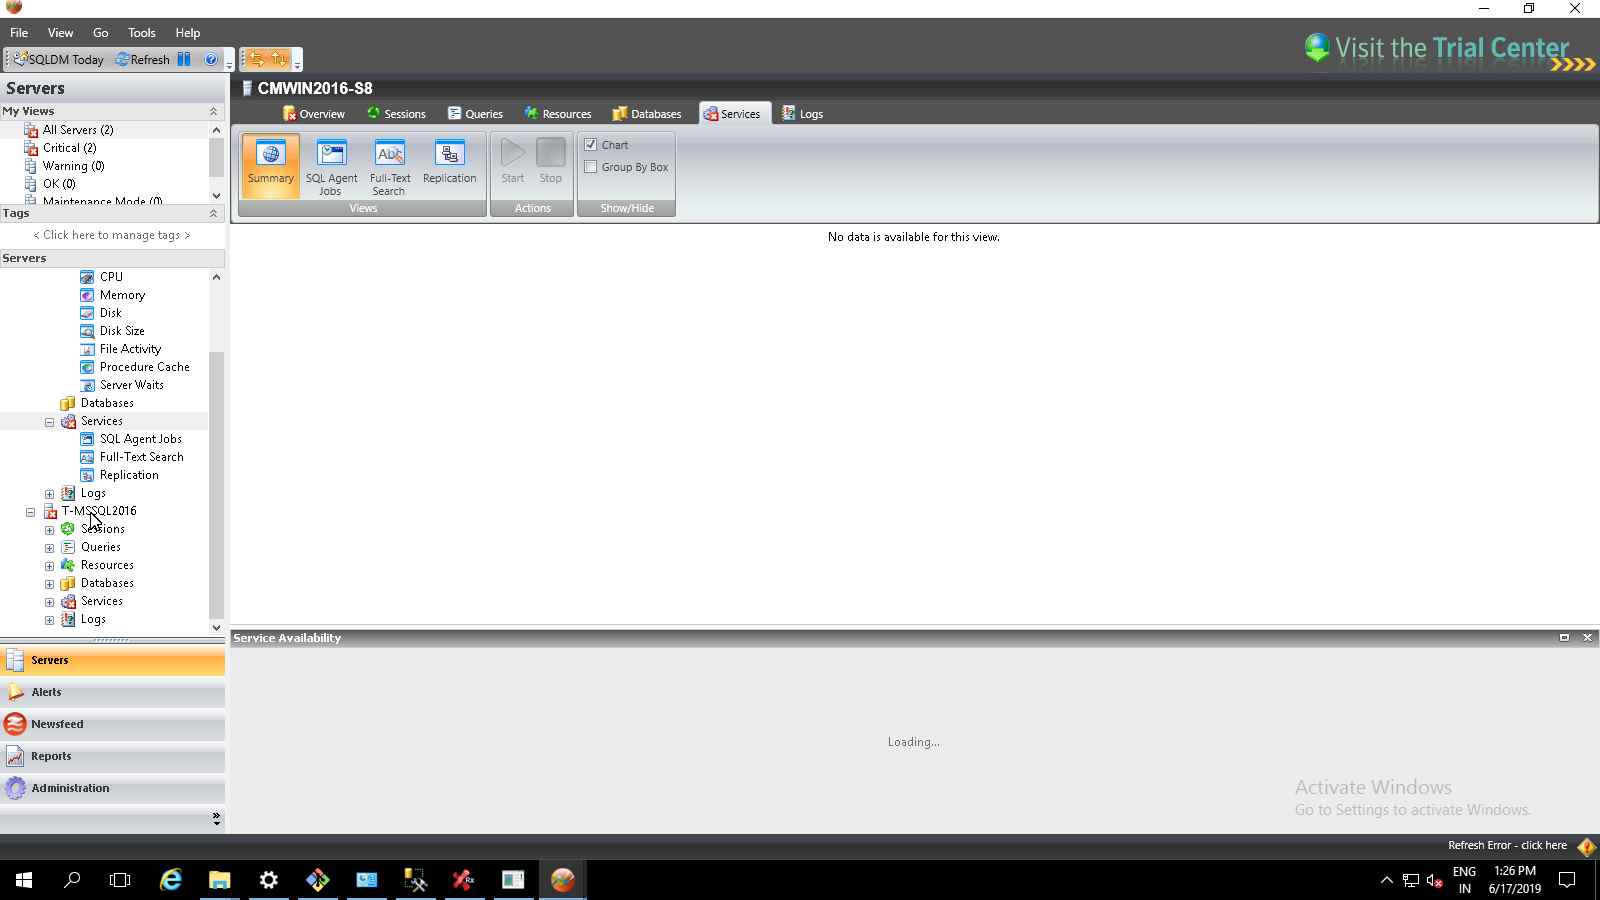 File View Go Tools Help
SQLDM Today Refresh
Visit the Trial Center
Servers
My Views
All Servers (2)
Critical (2)
Warning (0)
OK (0)
Maintenance Mode (0)
Tags
< Click here to manage tags >
Servers
CPU
Memory
Disk
Disk Size
File Activity
Procedure Cache
Server Waits
Databases
Services
SQL Agent Jobs
Full-Text Search
Replication
Logs
T-MSSQL2016
Sessions
Queries
Resources
Databases
Services
Logs
Servers
Alerts
Newsfeed
Reports
Administration
CMWIN2016-S8
Overview Sessions Queries Resources Databases Services Logs
Summary
SQL Agent
Jobs
Full-Text
Search
Replication
Views
Start Stop
Actions
Chart
Group By Box
Show/Hide
No data is available for this view.
Service Availability
Loading...
Activate Windows
Go to Settings to activate Windows.
Refresh Error - click here
ENG
IN
1:26 PM
6/17/2019